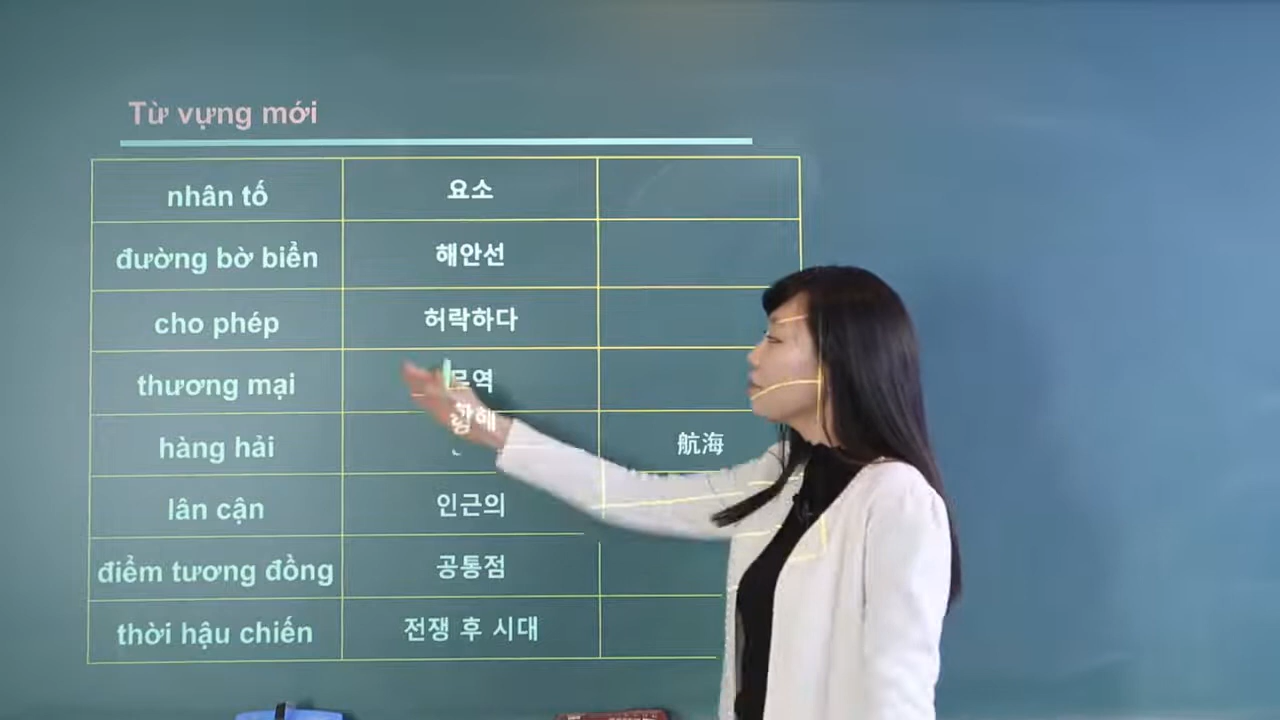 Từ vựng mới
nhân tố 요소
đường bờ biển 해안선
cho phép 허락하다
thương mại
hàng hải 航海
lân cận 인근의
điểm tương đồng 공통점
thời hậu chiến 전쟁 후 시대